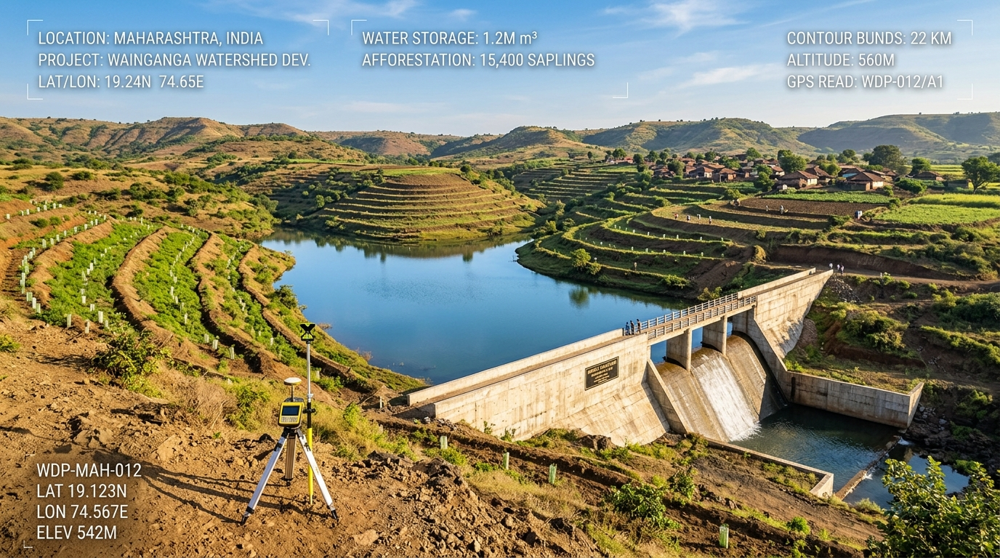 LOCATION: MAHARASHTRA, INDIA
PROJECT: WAINGANGA WATERSHED DEV.
LAT/LON: 19.24N 74.65E
WATER STORAGE: 1.2M m³
AFFORESTATION: 15,400 SAPLINGS
CONTOUR BUNDS: 22 KM
ALTITUDE: 560M
GPS READ: WDP-012/A1
WDP-MAH-012
LAT 19.123N
LON 74.567E
ELEV 542M